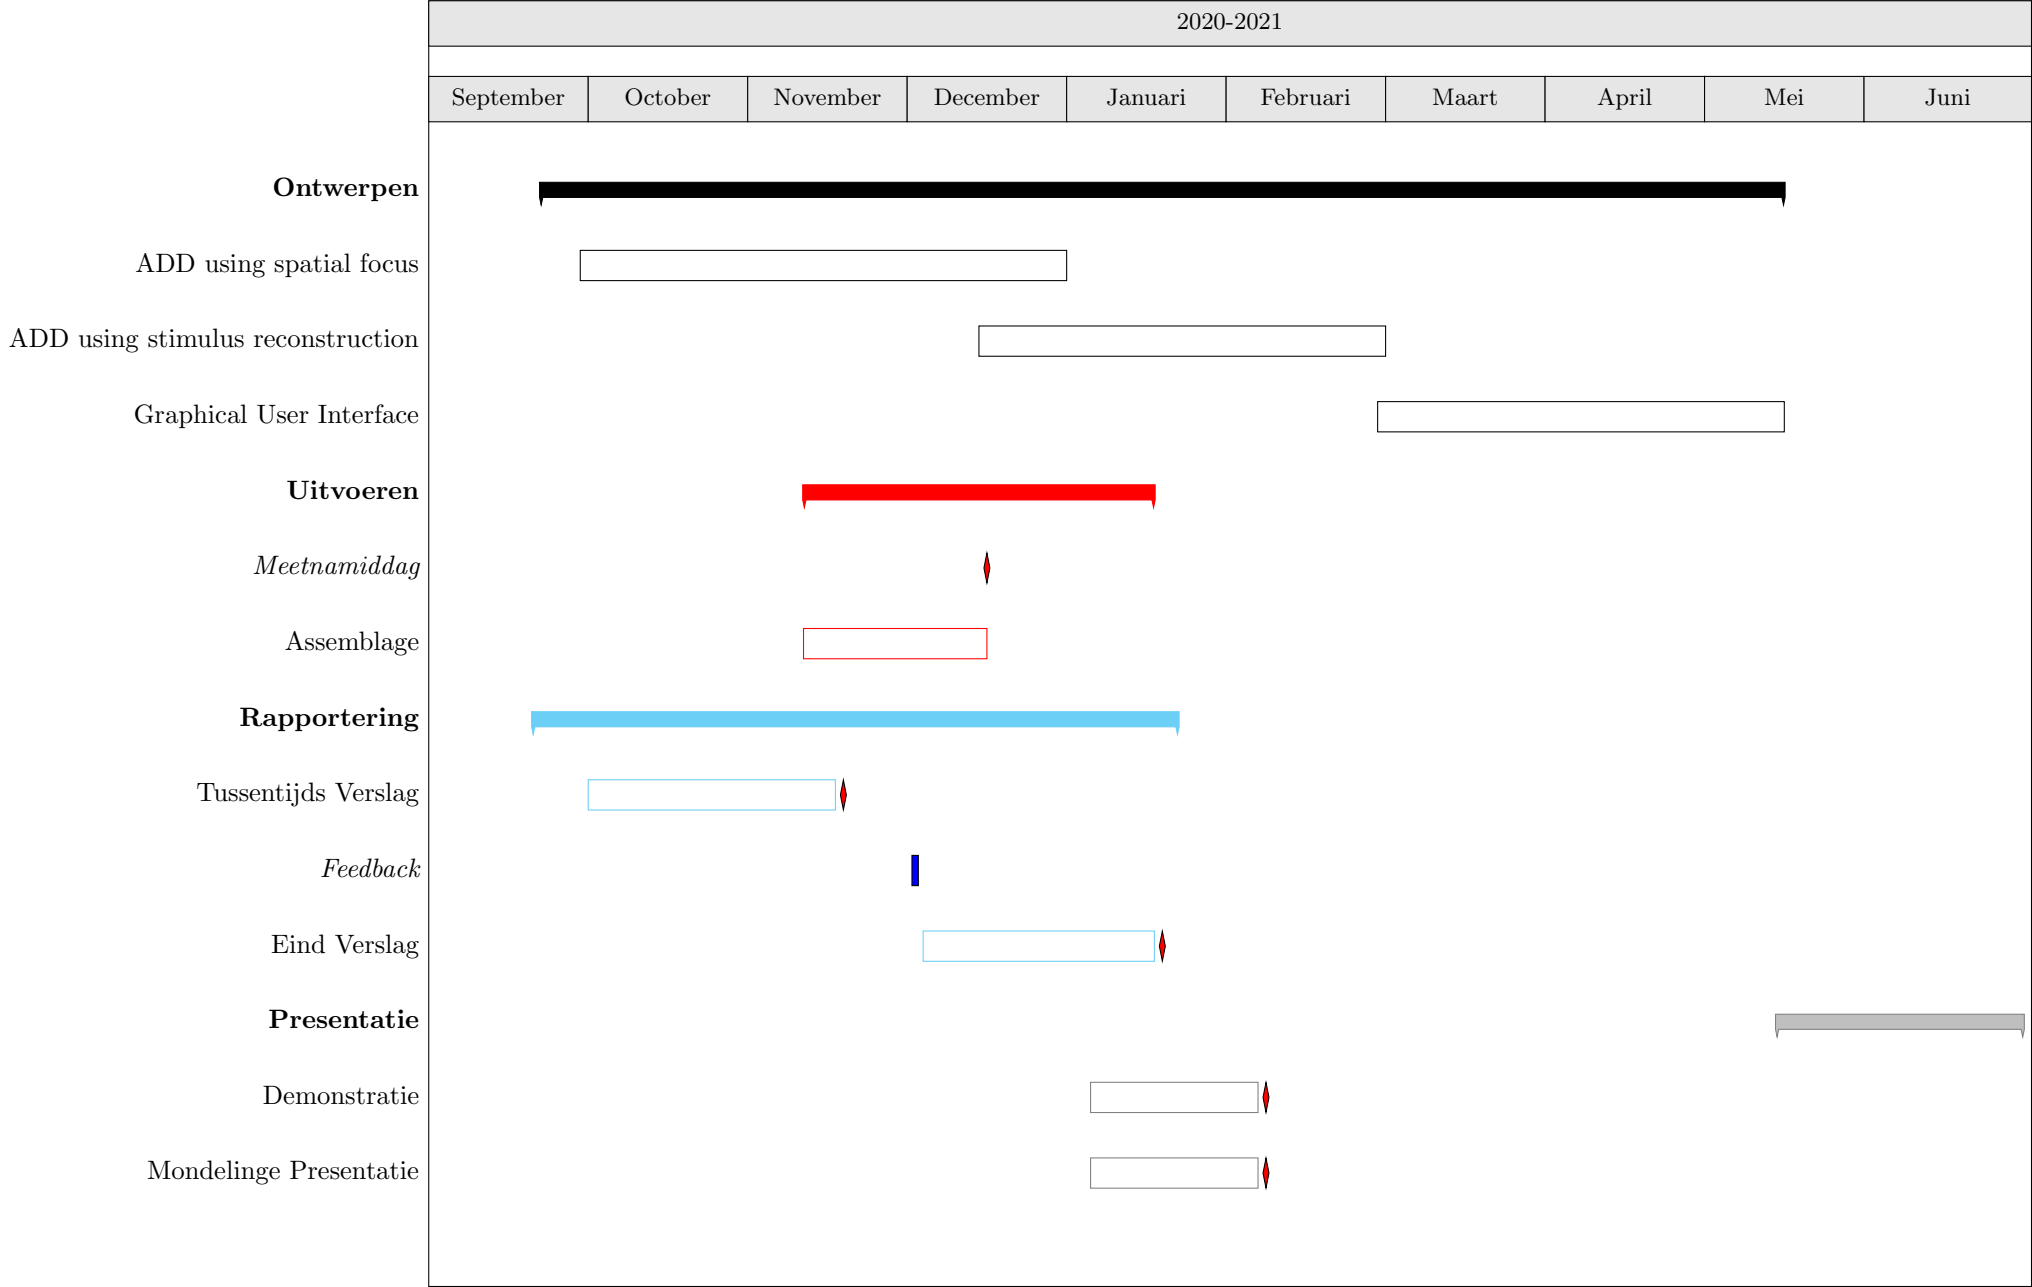 2020-2021
September October November December Januari Februari Maart April Mei Juni
Ontwerpen
ADD using spatial focus
ADD using stimulus reconstruction
Graphical User Interface
Uitvoeren
Meetnamiddag
Assemblage
Rapportering
Tussentijds Verslag
Feedback
Eind Verslag
Presentatie
Demonstratie
Mondelinge Presentatie